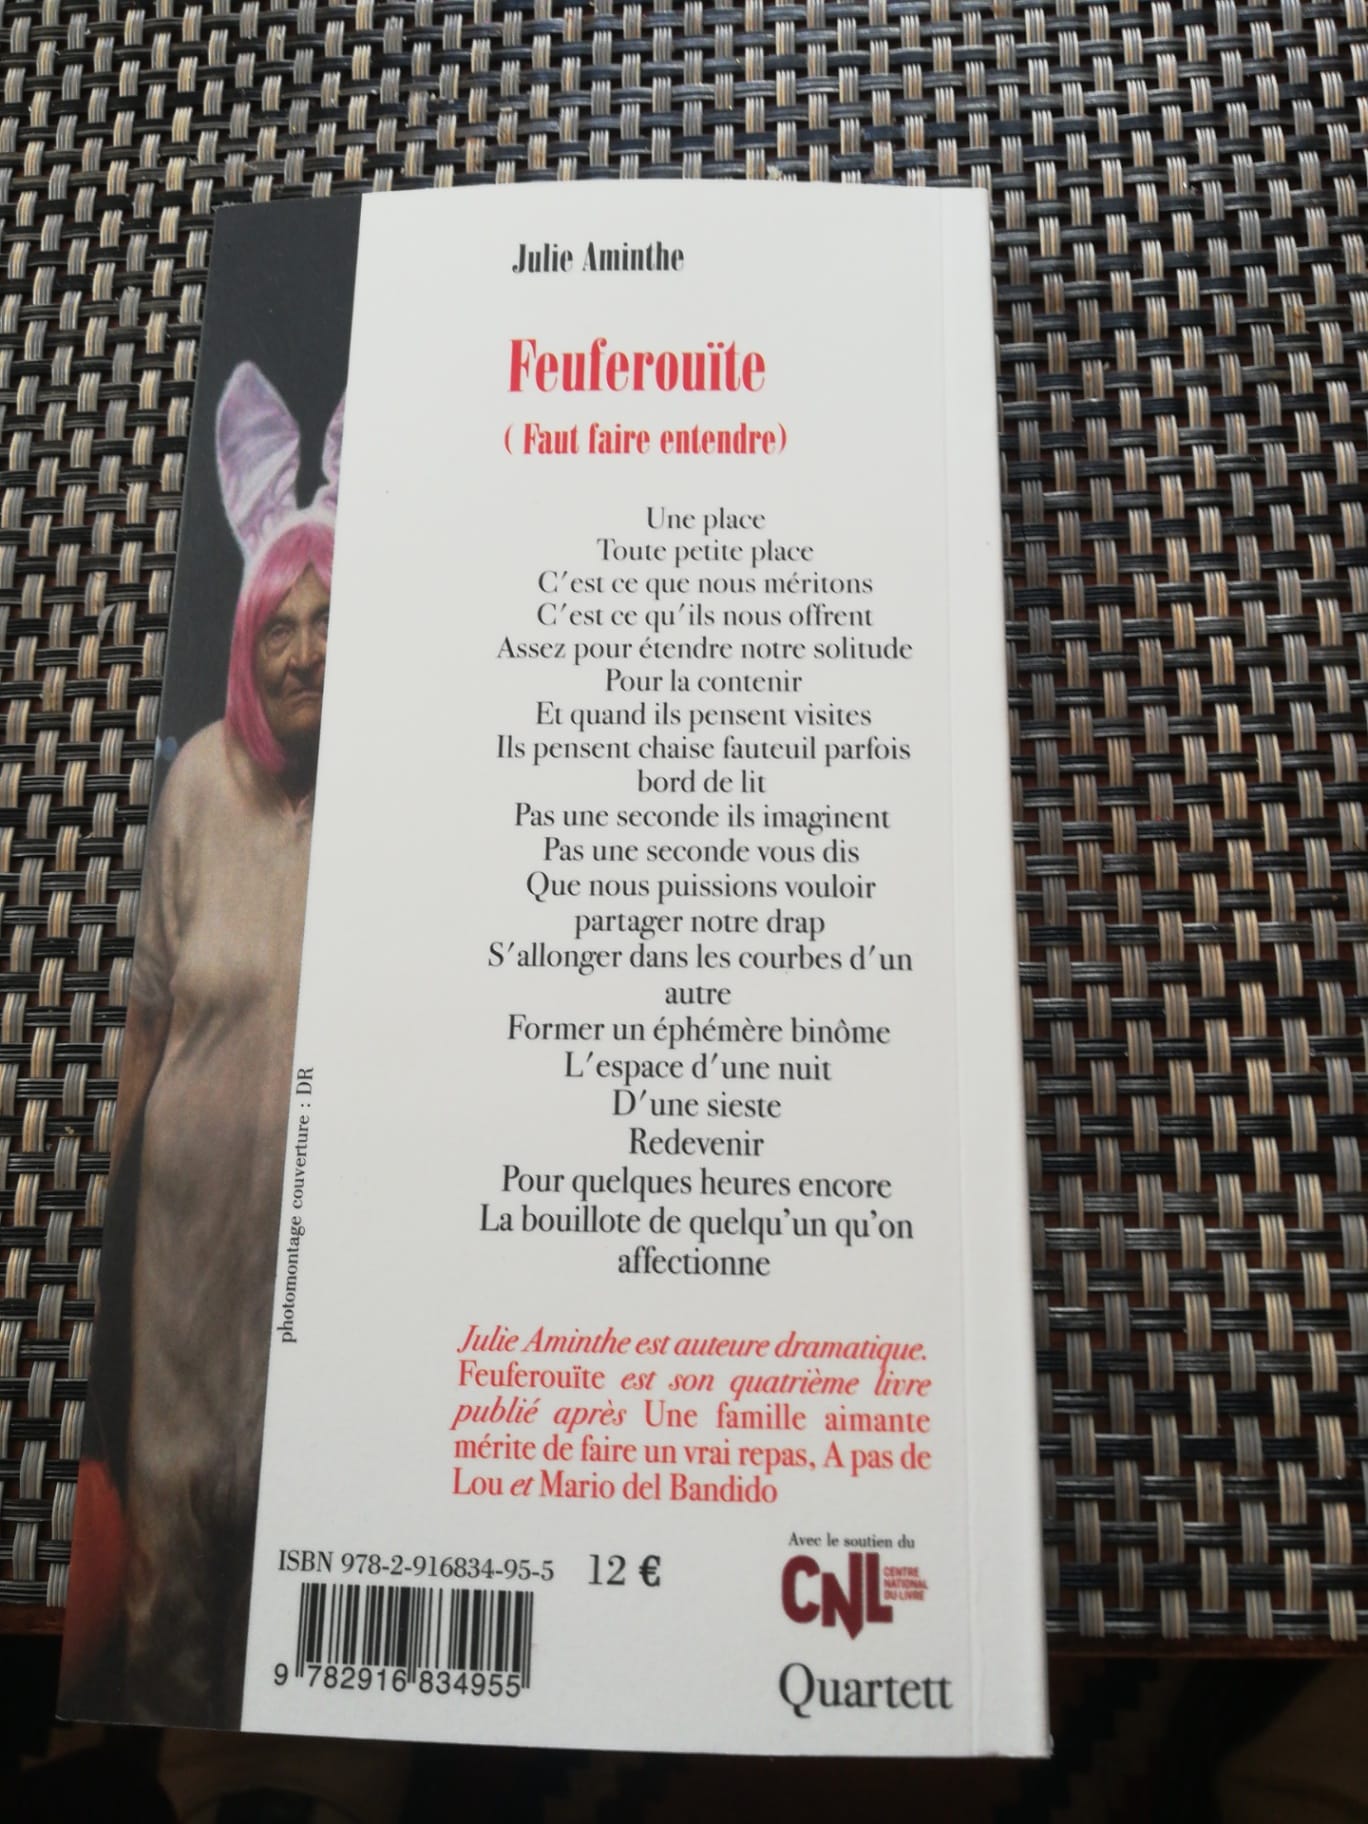 Julie Aminthe
Feuferouïte
( Faut faire entendre)
Une place
Toute petite place
C'est ce que nous méritons
C'est ce qu'ils nous offrent
Assez pour étendre notre solitude
Pour la contenir
Et quand ils pensent visites
Ils pensent chaise fauteuil parfois
bord de lit
Pas une seconde ils imaginent
Pas une seconde vous dis
Que nous puissions vouloir
partager notre drap
S'allonger dans les courbes d'un
autre
Former un éphémère binôme
L'espace d'une nuit
D'une sieste
Redevenir
Pour quelques heures encore
La bouillote de quelqu'un qu'on
affectionne
photomontage couverture : DR
Julie Aminthe est auteure dramatique.
Feuferouïte est son quatrième livre
publié après Une famille aimante
mérite de faire un vrai repas, A pas de
Lou et Mario del Bandido
ISBN 978-2-916834-95-5 12 €
9 782916 834955
Avec le soutien du
CNL
CENTRE
NATIONAL
DU LIVRE
Quartett